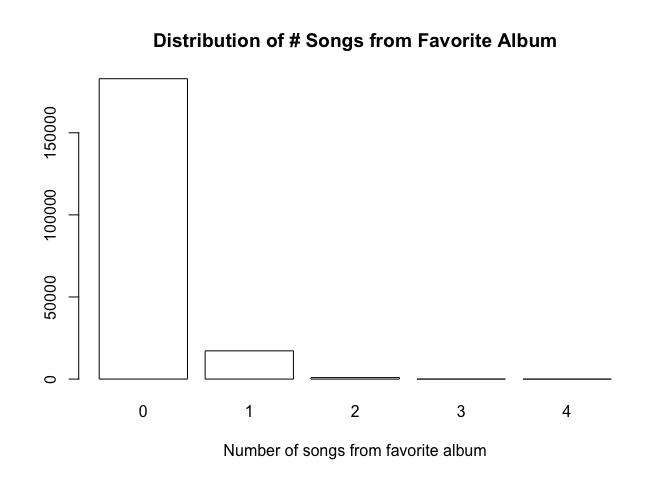 Distribution of # Songs from Favorite Album
150000
100000
50000
0
0 1 2 3 4
Number of songs from favorite album